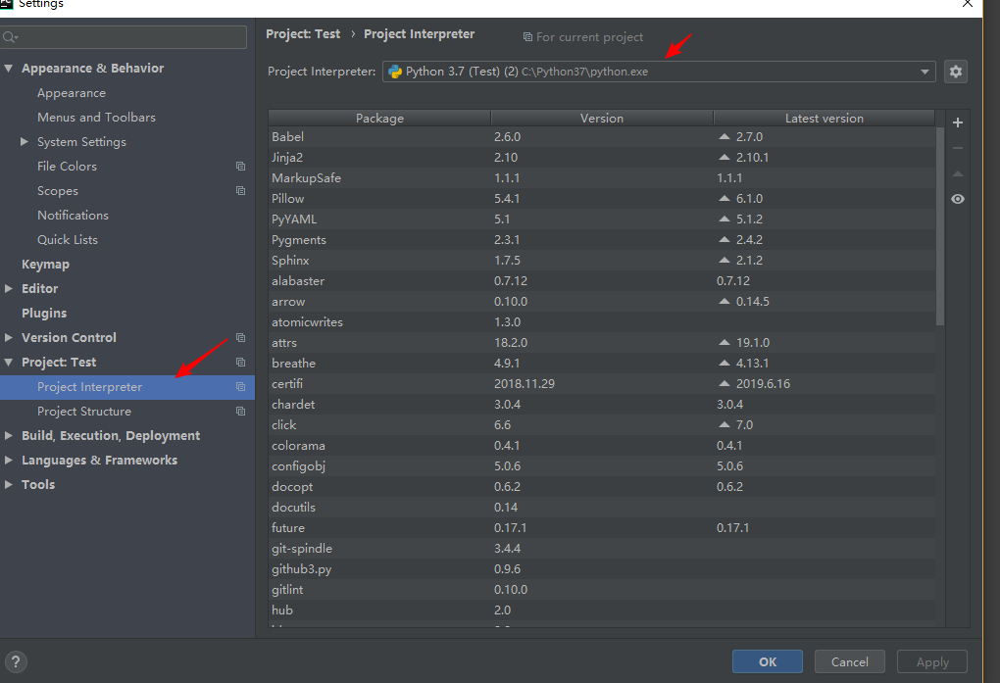 Settings
Project: Test › Project Interpreter For current project
Project Interpreter: Python 3.7 (Test) (2) C:\Python37\python.exe
Appearance & Behavior
Appearance
Menus and Toolbars
System Settings
File Colors
Scopes
Notifications
Quick Lists
Keymap
Editor
Plugins
Version Control
Project: Test
Project Interpreter
Project Structure
Build, Execution, Deployment
Languages & Frameworks
Tools
Package Version Latest version
Babel 2.6.0 2.7.0
Jinja2 2.10 2.10.1
MarkupSafe 1.1.1 1.1.1
Pillow 5.4.1 6.1.0
PyYAML 5.1 5.1.2
Pygments 2.3.1 2.4.2
Sphinx 1.7.5 2.1.2
alabaster 0.7.12 0.7.12
arrow 0.10.0 0.14.5
atomicwrites 1.3.0
attrs 18.2.0 19.1.0
breathe 4.9.1 4.13.1
certifi 2018.11.29 2019.6.16
chardet 3.0.4 3.0.4
click 6.6 7.0
colorama 0.4.1 0.4.1
configobj 5.0.6 5.0.6
docopt 0.6.2 0.6.2
docutils 0.14
future 0.17.1 0.17.1
git-spindle 3.4.4
github3.py 0.9.6
gitlint 0.10.0
hub 2.0
? OK Cancel Apply